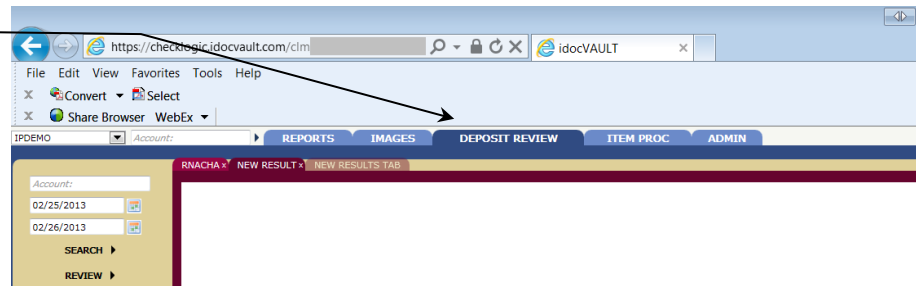 https://checklogic.idocvault.com/clm
idocVAULT
File Edit View Favorites Tools Help
x Convert Select
x Share Browser WebEx
IPDEMO Account: REPORTS IMAGES DEPOSIT REVIEW ITEM PROC ADMIN
RNACHA x NEW RESULT x NEW RESULTS TAB
Account:
02/25/2013
02/26/2013
SEARCH
REVIEW